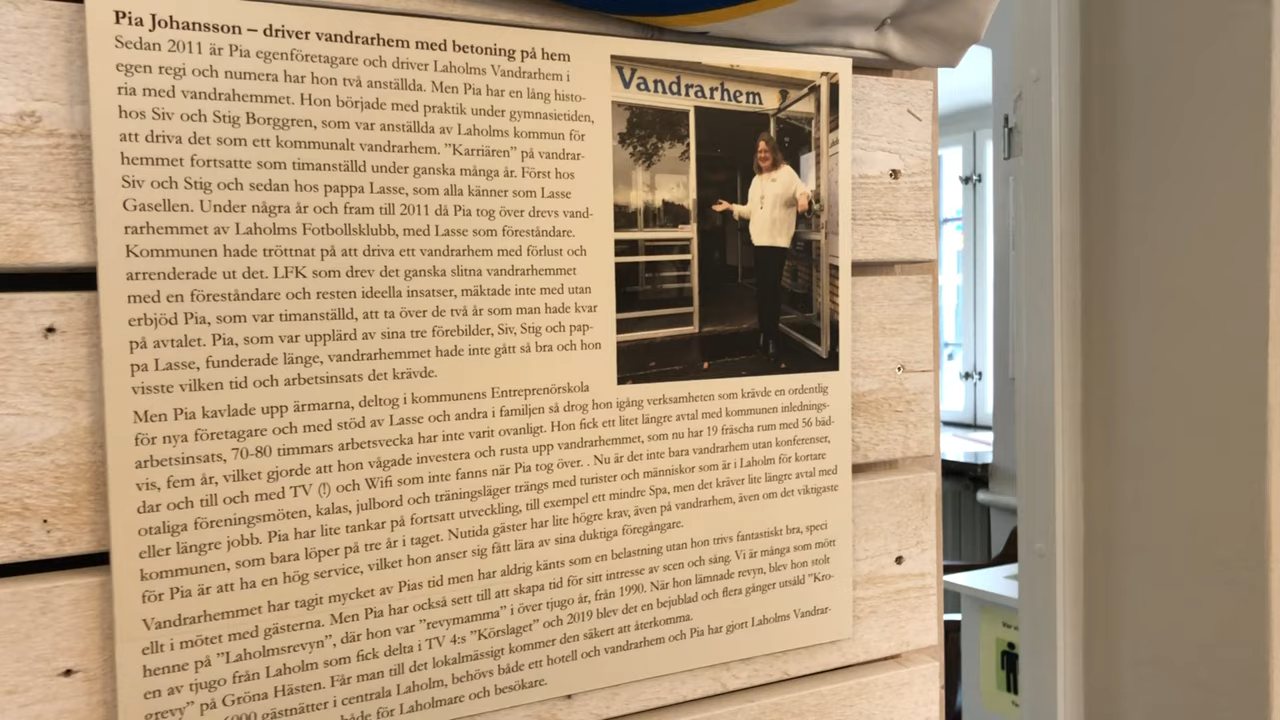 Pia Johansson – driver vandrarhem med betoning på hem
Sedan 2011 är Pia egenföretagare och driver Laholms Vandrarhem i
egen regi och numera har hon två anställda. Men Pia har en lång histo-
ria med vandrahemmet. Hon började med praktik under gymnasietiden,
hos Siv och Stig Borggren, som var anställda av Laholms kommun för
att driva det som ett kommunalt vandrarhem. ”Karriären” på vandrar-
hemmet fortsatte som timanställd under ganska många år. Först hos
Siv och Stig och sedan hos pappa Lasse, som alla känner som Lasse
Gasellen. Under några år och fram till 2011 då Pia tog över drevs vand-
rarhemmet av Laholms Fotbollsklubb, med Lasse som föreståndare.
Kommunen hade tröttnat på att driva ett vandrarhem med förlust och
arrenderade ut det. LFK som drev det ganska slitna vandrarhemmet
med en föreståndare och resten ideella insatser, mäktade inte med utan
erbjöd Pia, som var timanställd, att ta över de två år som man hade kvar
på avtalet. Pia, som var upplärd av sina tre förebilder, Siv, Stig och pap-
pa Lasse, funderade länge, vandrarhemmet hade inte gått så bra och hon
visste vilken tid och arbetsinsats det krävde.
Vandrarhem
Men Pia kavlade upp ärmarna, deltog i kommunens Entreprenörskola
för nya företagare och med stöd av Lasse och andra i familjen så drog hon igång verksamheten som krävde en ordentlig
arbetsinsats, 70-80 timmars arbetsvecka har inte varit ovanligt. Hon fick ett litet längre avtal med kommunen inlednings-
vis, fem år, vilket gjorde att hon vågade investera och rusta upp vandrarhemmet, som nu har 19 fräscha rum med 56 bäd-
dar och till och med TV (!) och Wifi som inte fanns när Pia tog över. . Nu är det inte bara vandrarhem utan konferenser,
otaliga föreningsmöten, kalas, julbord och träningsläger trängs med turister och människor som är i Laholm för kortare
eller längre jobb. Pia har lite tankar på fortsatt utveckling, till exempel ett mindre Spa, men det kräver lite längre avtal med
kommunen, som bara löper på tre år i taget. Nutida gäster har lite högre krav, även på vandrarhem, även om det viktigaste
för Pia är att ha en hög service, vilket hon anser sig fått lära av sina duktiga föregångare.
Vandrarhemmet har tagit mycket av Pias tid men har aldrig känts som en belastning utan hon trivs fantastiskt bra, speci
ellt i mötet med gästerna. Men Pia har också sett till att skapa tid för sitt intresse av scen och sång. Vi är många som mött
henne på ”Laholmsrevyn”, där hon var ”revymamma” i över tjugo år, från 1990. När hon lämnade revyn, blev hon stolt
en av tjugo från Laholm som fick delta i TV 4:s ”Körslaget” och 2019 blev det en bejublad och flera gånger utsåld ”Kro-
grevy” på Gröna Hästen. Får man till det lokalmässigt kommer den säkert att återkomma.
gästnätter i centrala Laholm, behövs både ett hotell och vandrarhem och Pia har gjort Laholms Vandrar-
både för Laholmare och besökare.